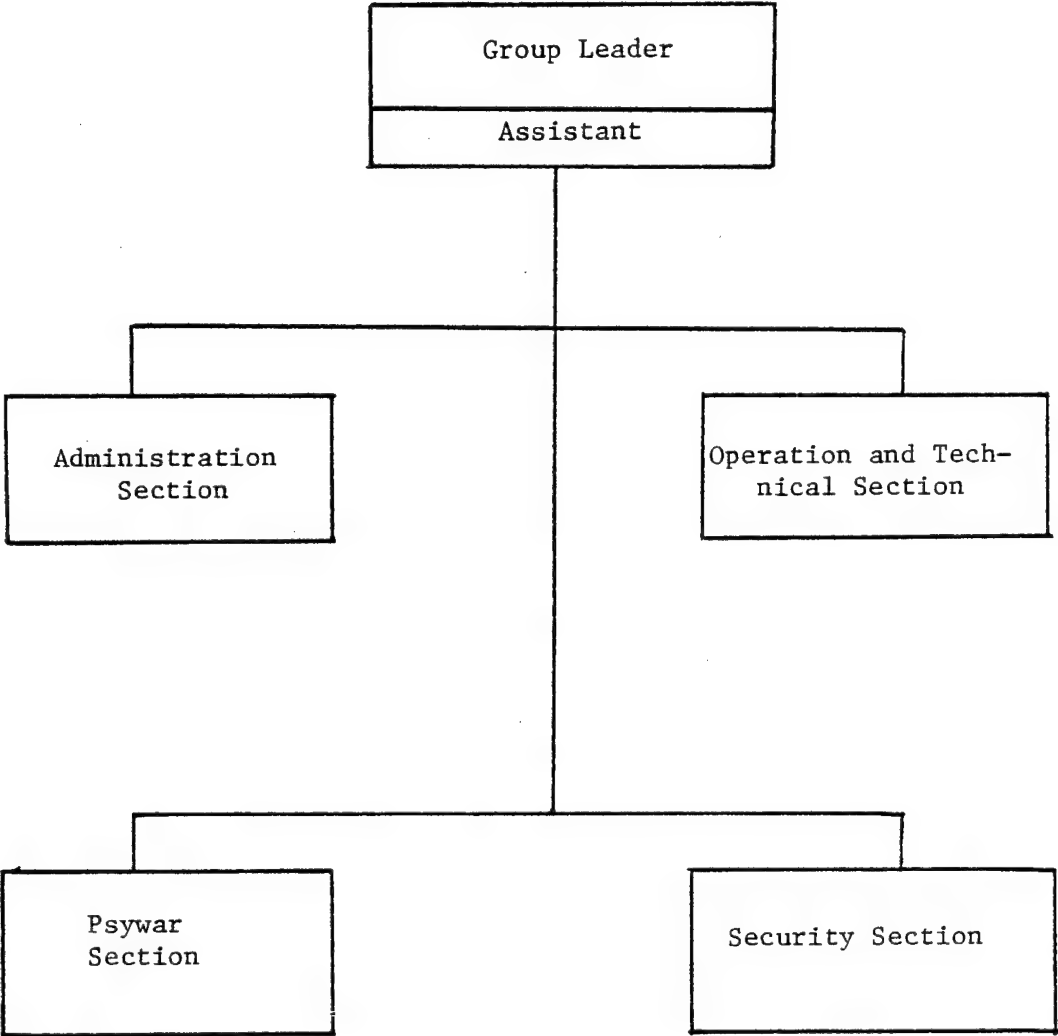 Group Leader
Assistant
Administration
Section
Operation and Tech-
nical Section
Psywar
Section
Security Section